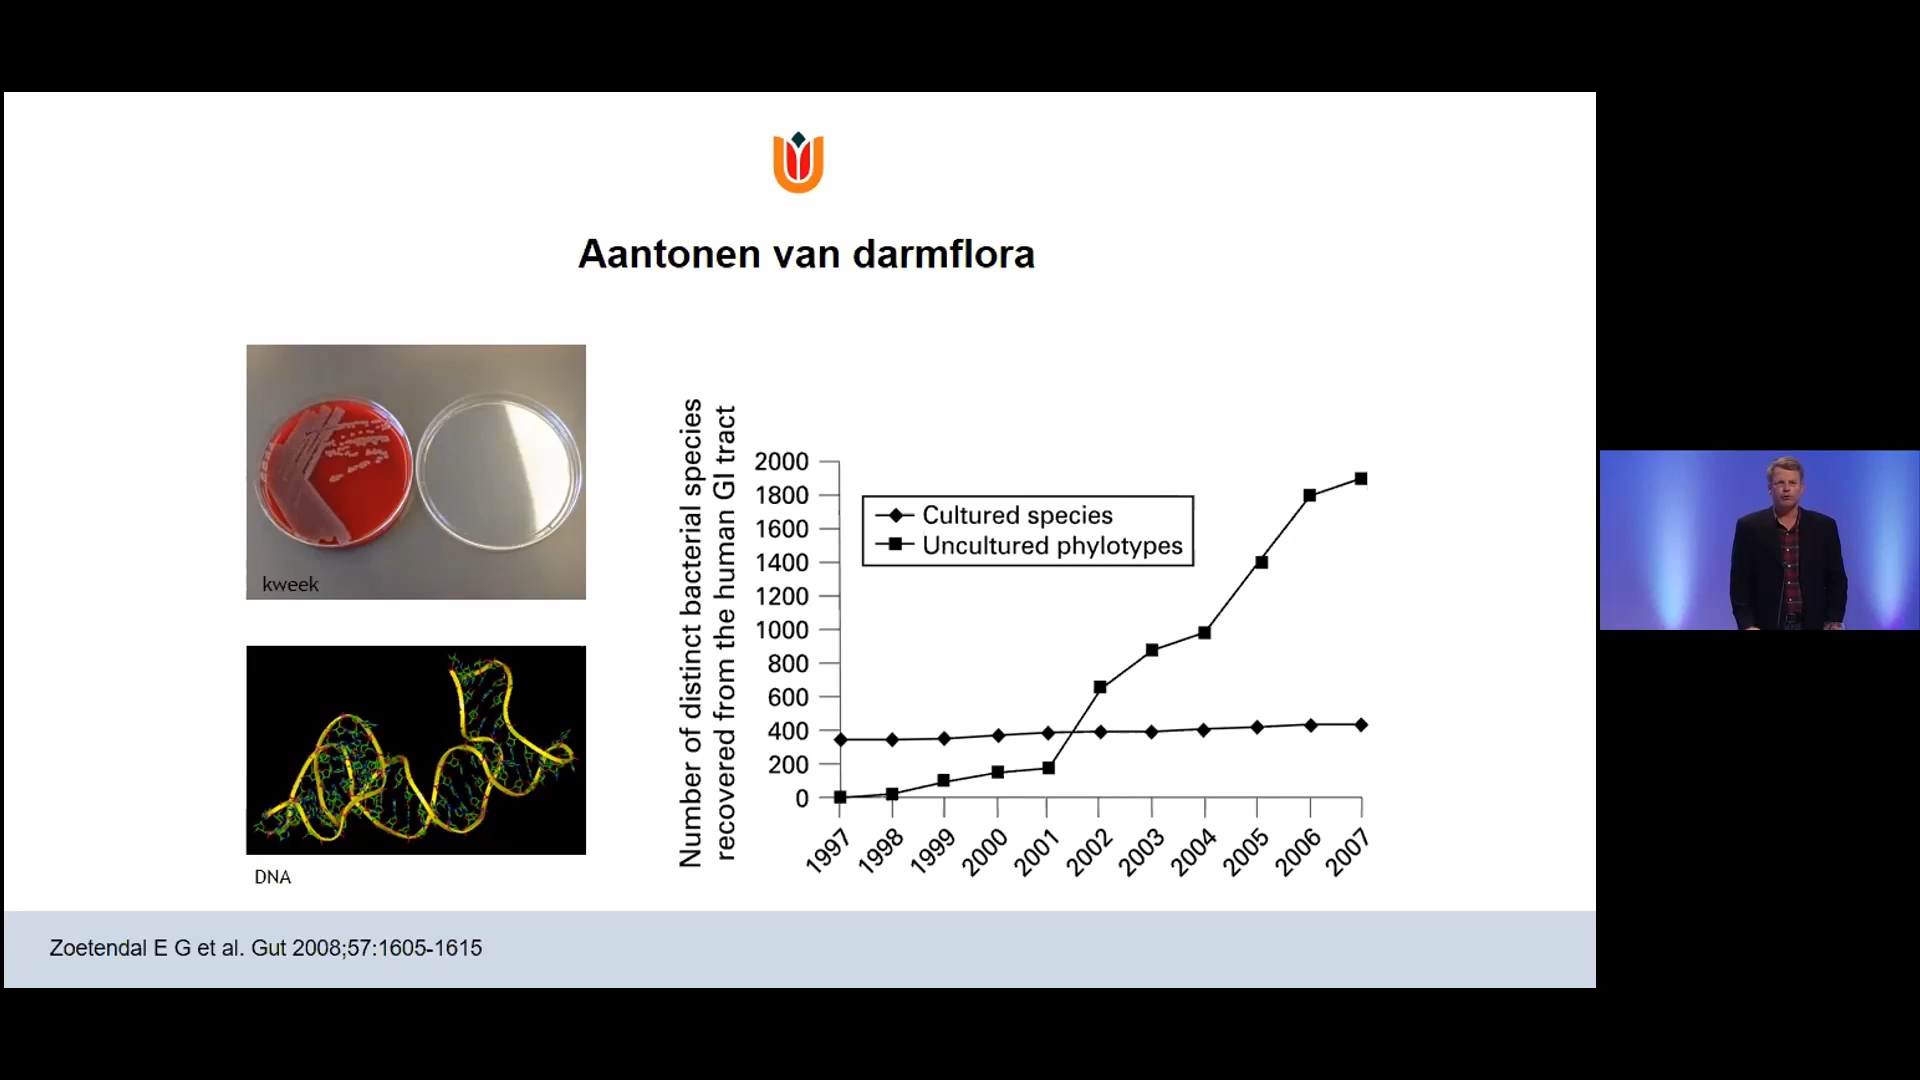 Aantonen van darmflora
kweek
DNA
Number of distinct bacterial species
recovered from the human GI tract
2000
1800
1600
1400
1200
1000
800
600
400
200
0
Cultured species
Uncultured phylotypes
1997
1998
1999
2000
2001
2002
2003
2004
2005
2006
2007
Zoetendal E G et al. Gut 2008;57:1605-1615